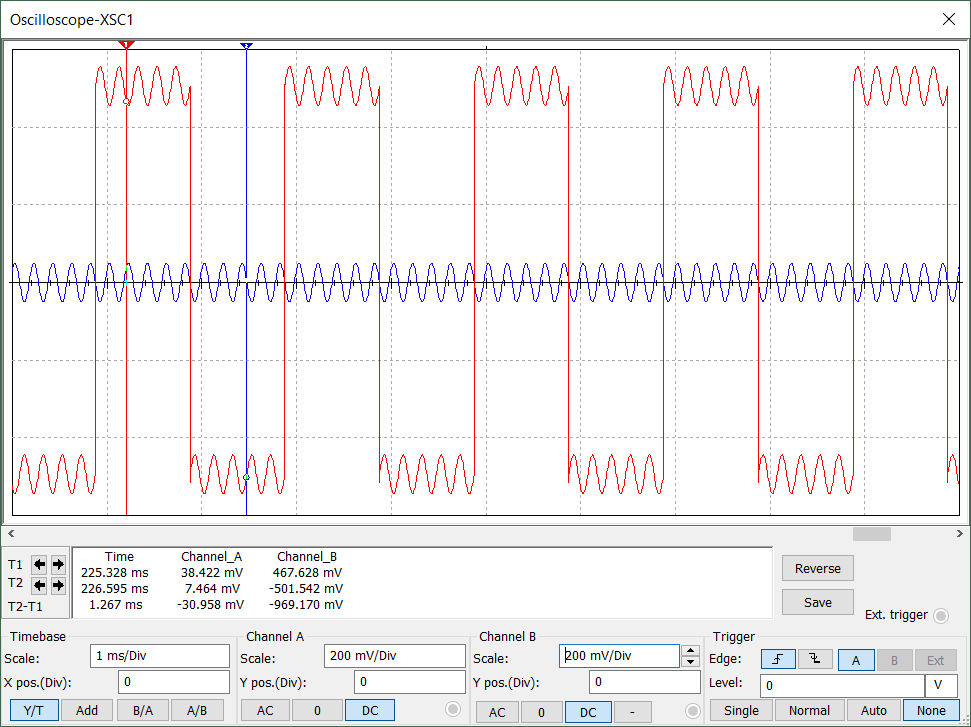 Oscilloscope-XSC1
Time Channel_A Channel_B
T1 225.328 ms 38.422 mV 467.628 mV
T2 226.595 ms 7.464 mV -501.542 mV
T2-T1 1.267 ms -30.958 mV -969.170 mV
Reverse
Save
Ext. trigger
Timebase Channel A Channel B Trigger
Scale: 1 ms/Div Scale: 200 mV/Div Scale: 200 mV/Div Edge: A B Ext
X pos.(Div): 0 Y pos.(Div): 0 Y pos.(Div): 0 Level: 0 V
Y/T Add B/A A/B AC 0 DC AC 0 DC - Single Normal Auto None